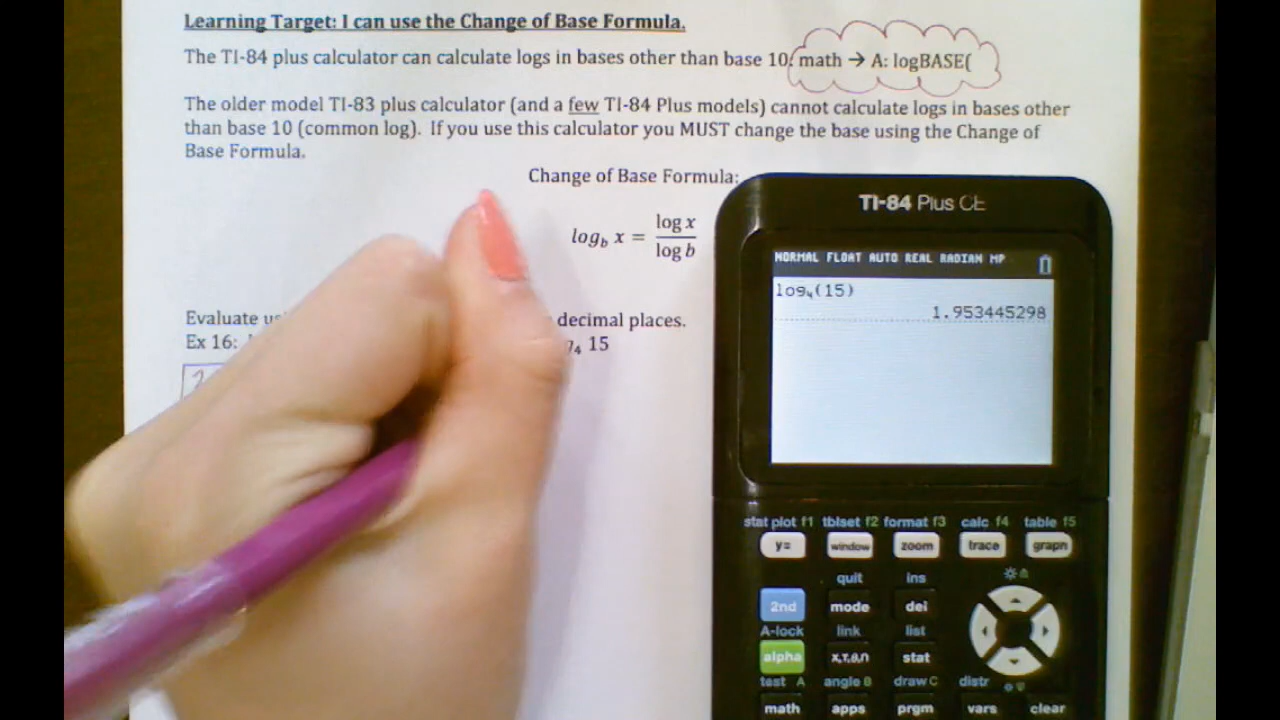 Learning Target: I can use the Change of Base Formula.
The TI-84 plus calculator can calculate logs in bases other than base 10: math → A: logBASE(
The older model TI-83 plus calculator (and a few TI-84 Plus models) cannot calculate logs in bases other
than base 10 (common log). If you use this calculator you MUST change the base using the Change of
Base Formula.
Change of Base Formula:
log_b x = log x / log b
Evaluate decimal places.
Ex 16: 4 15
TI-84 Plus CE
NORMAL FLOAT AUTO REAL RADIAN MP
log₄(15)
1.953445298
stat plot f1 tblset f2 format f3 calc f4 table f5
y= window zoom trace graph
quit ins
2nd mode del
A-lock link list
alpha X,T,θ,n stat
test A angle B draw C distr
math apps prgm vars clear